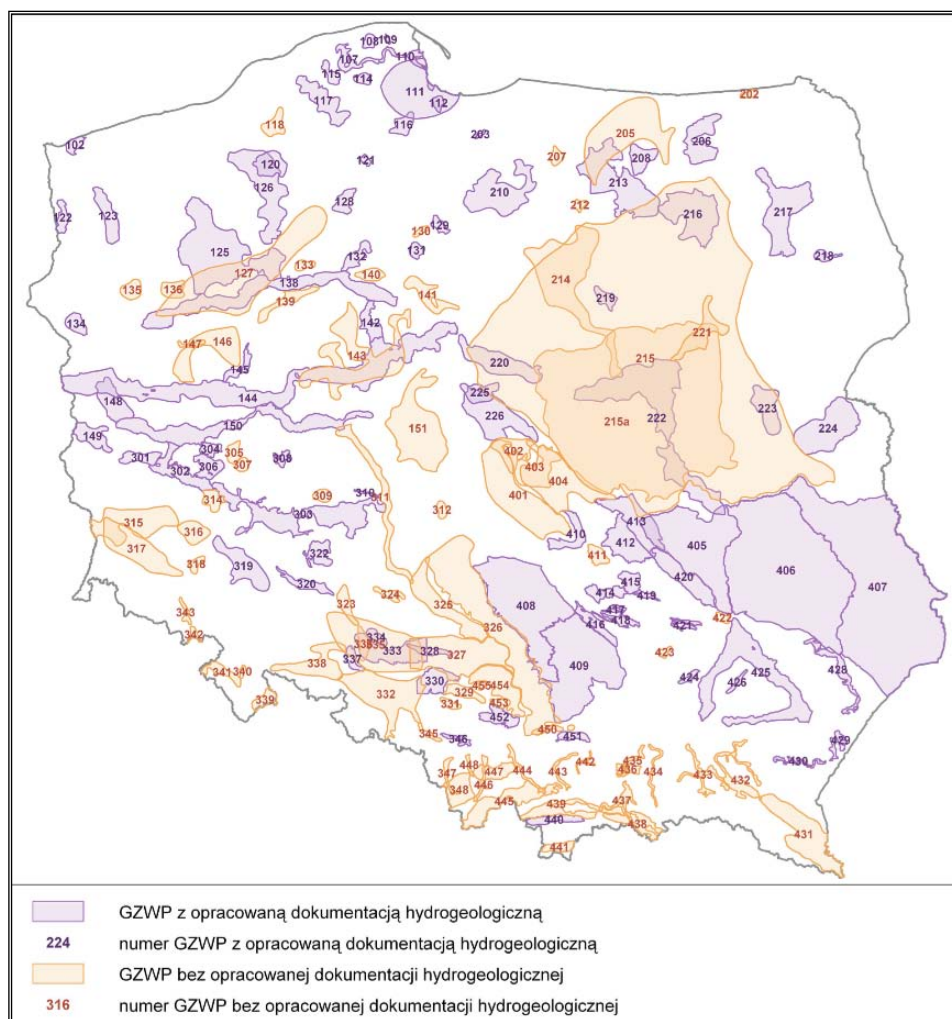 108 109
107 110
115 114
111
117 112
118 116
202
102 203 205 206
120 121 207 208
126 210 213
128 212 216 217
122 123 129
130
125 132 131 218
127 133 214
138 140 219
135 136 139 141
134 142 221
147 146 143 215
145 220
144 225
148 226 215a 222 223
150 151 224
149 304 305 402
301 302 306 307 308 403
404
401
314 309 310 311
303 312 413
315 410 412 405
316 411 406
317 322 407
318 319 415 420
320 414 419
323 324 325 408 417
416 418 421 422
343 326
342 334 423
336 335 333 328 327 409
337 425 428
338 424 426
341 340 330 455 454
332 329
339 331 453
452 450 429
345 346 451
430
448 442 435
347 447 444 443 436 434 433 432
446
348 437
445 439
440 438 431
441
GZWP z opracowaną dokumentacją hydrogeologiczną
224 numer GZWP z opracowaną dokumentacją hydrogeologiczną
GZWP bez opracowanej dokumentacji hydrogeologicznej
316 numer GZWP bez opracowanej dokumentacji hydrogeologicznej